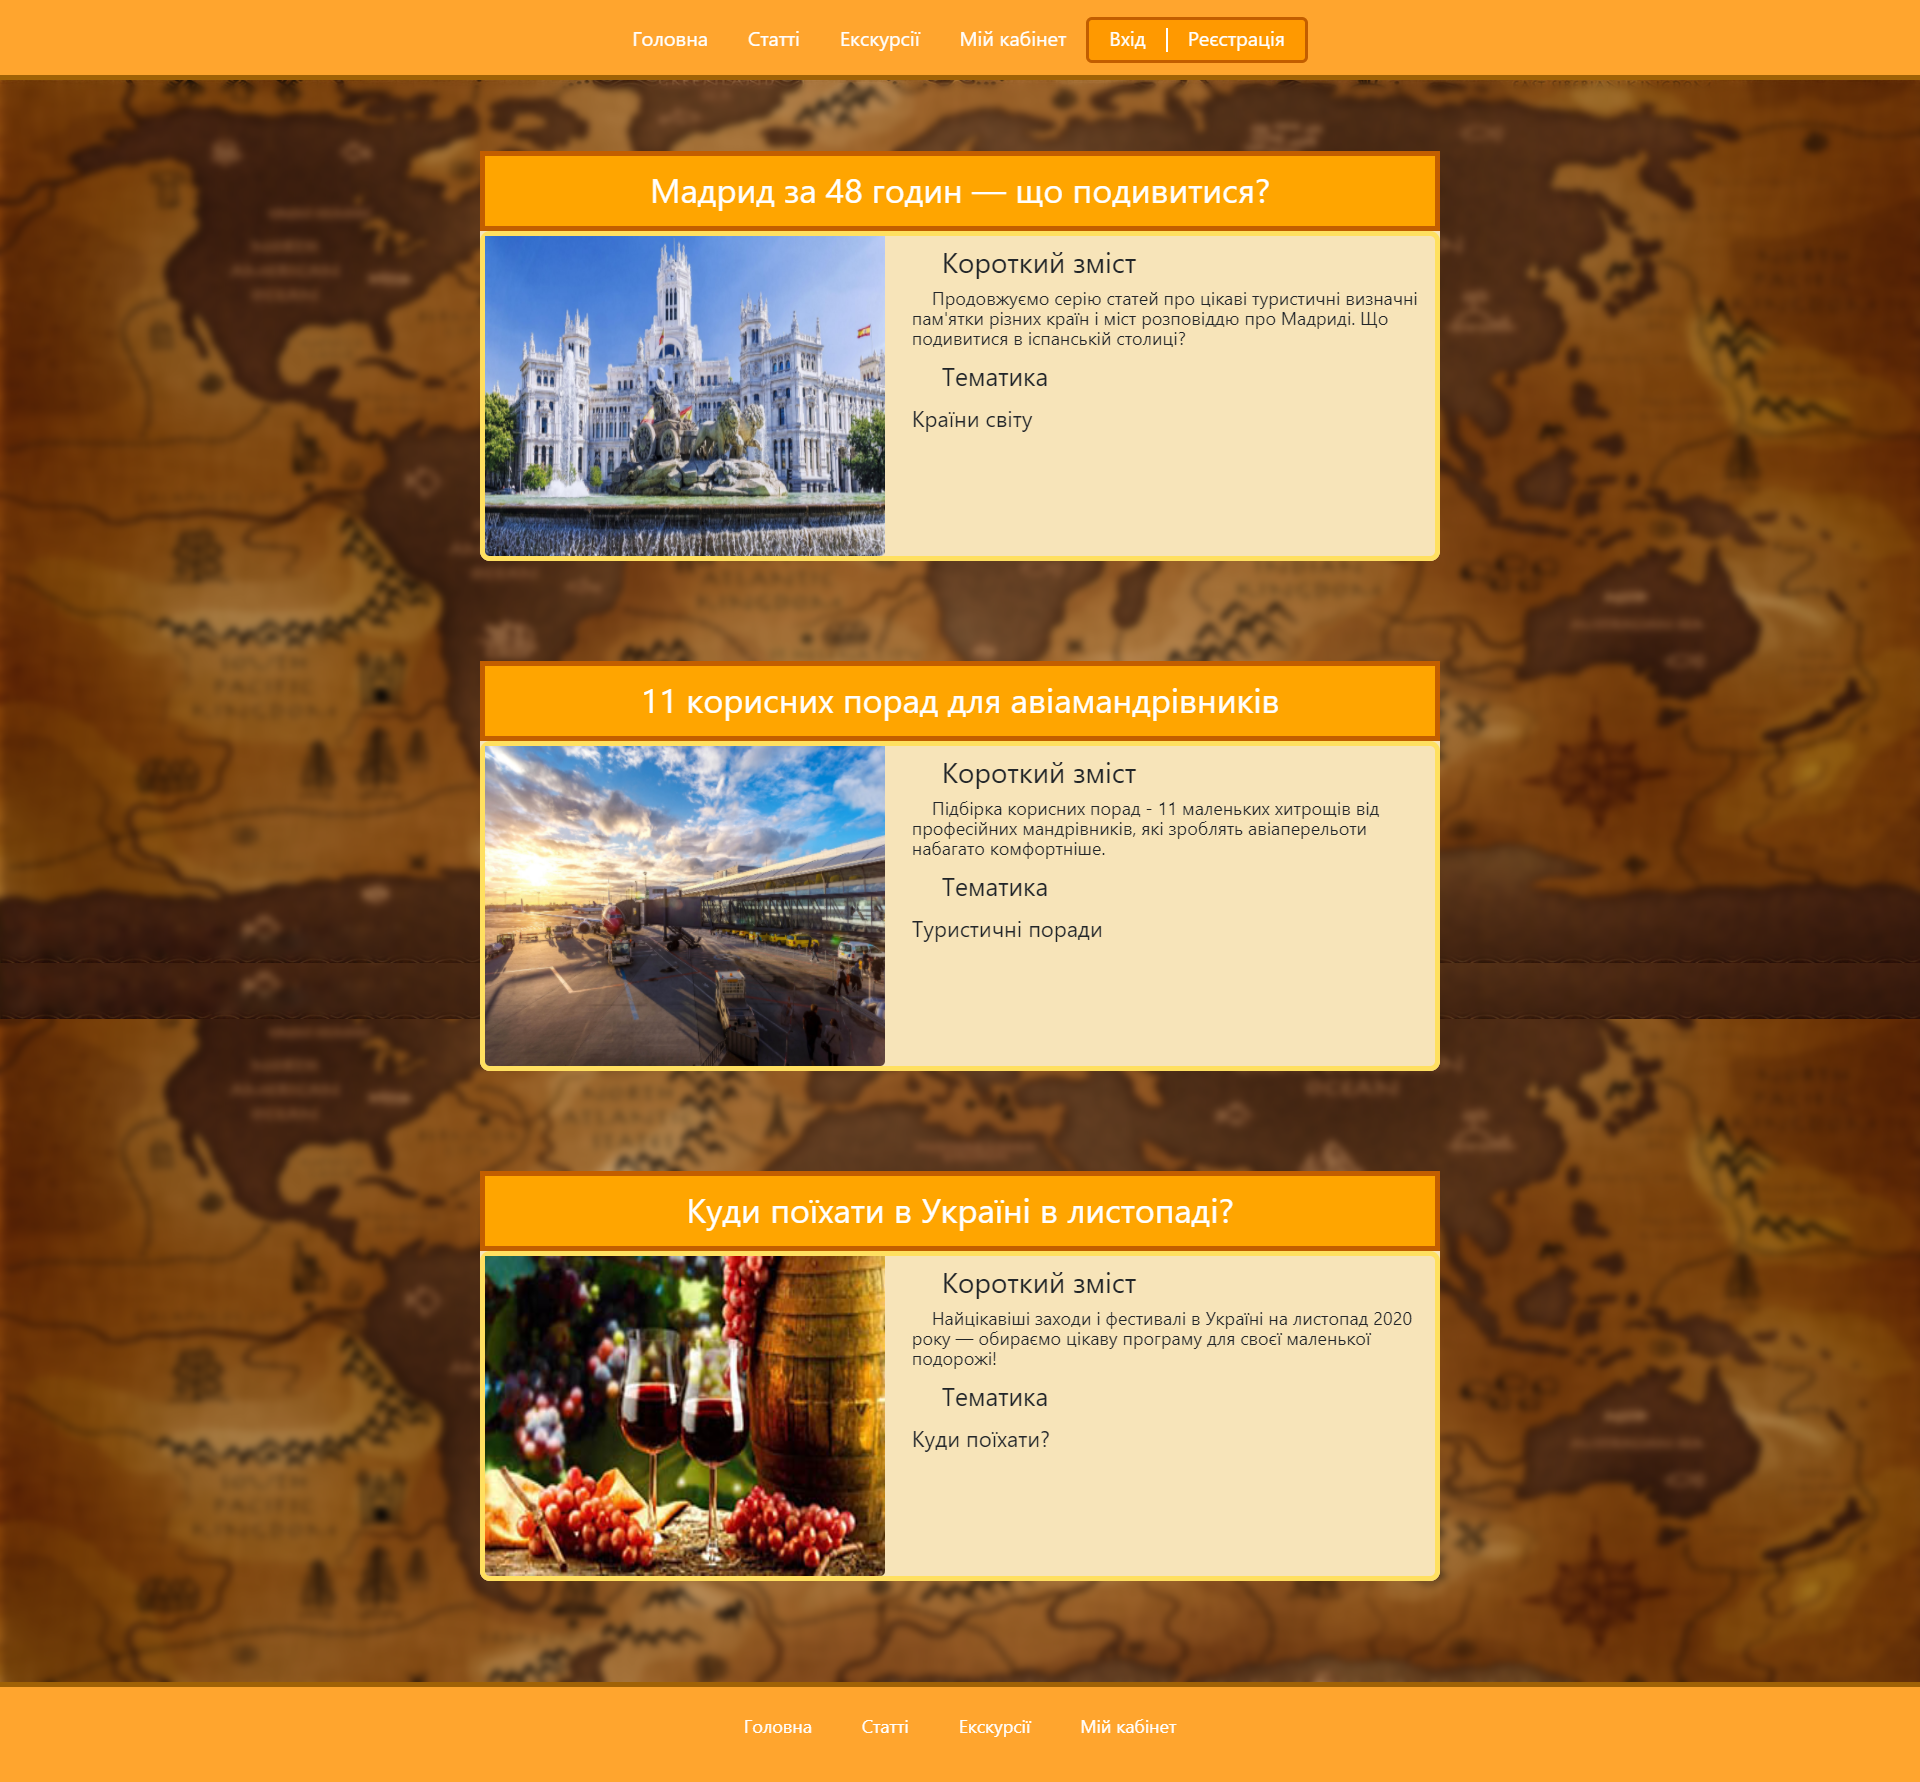 Головна Статті Екскурсії Мій кабінет Вхід Реєстрація
Мадрид за 48 годин — що подивитися?
Короткий зміст
Продовжуємо серію статей про цікаві туристичні визначні
пам'ятки різних країн і міст розповіддю про Мадриді. Що
подивитися в іспанській столиці?
Тематика
Країни світу
11 корисних порад для авіамандрівників
Короткий зміст
Підбірка корисних порад - 11 маленьких хитрощів від
професійних мандрівників, які зроблять авіаперельоти
набагато комфортніше.
Тематика
Туристичні поради
Куди поїхати в Україні в листопаді?
Короткий зміст
Найцікавіші заходи і фестивалі в Україні на листопад 2020
року — обираємо цікаву програму для своєї маленької
подорожі!
Тематика
Куди поїхати?
Головна Статті Екскурсії Мій кабінет